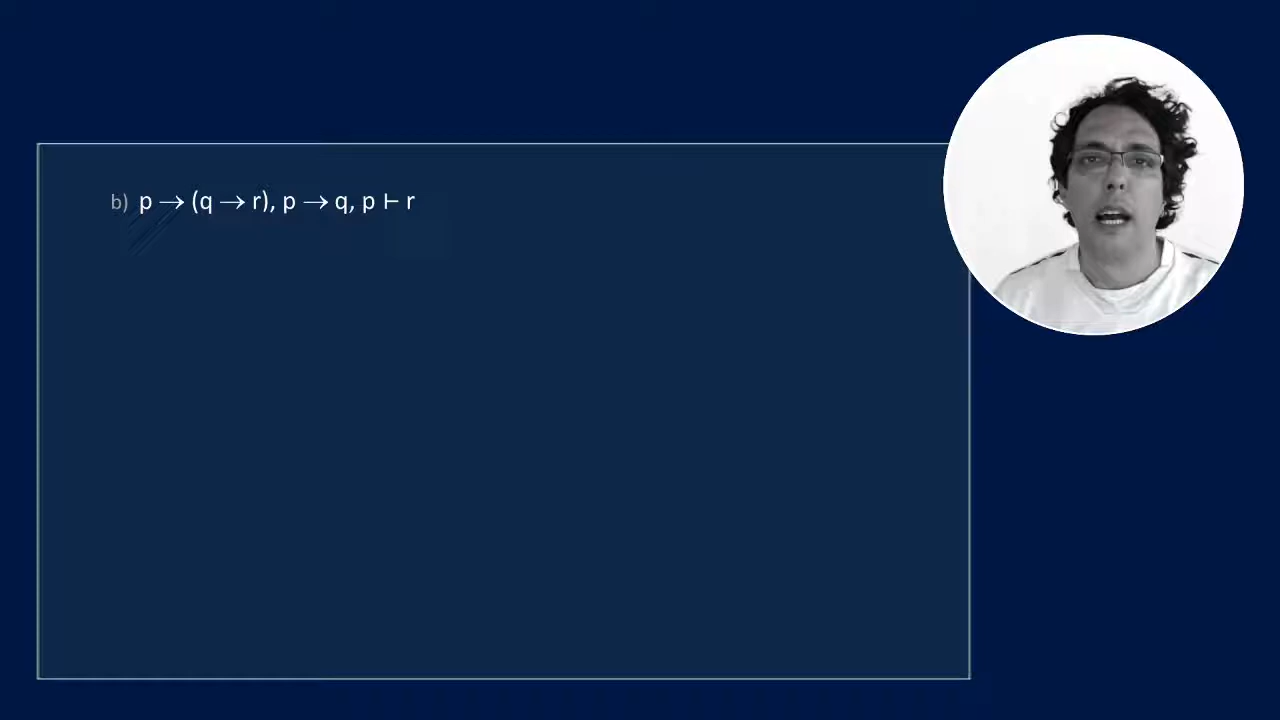 b) p → (q → r), p → q, p ⊢ r